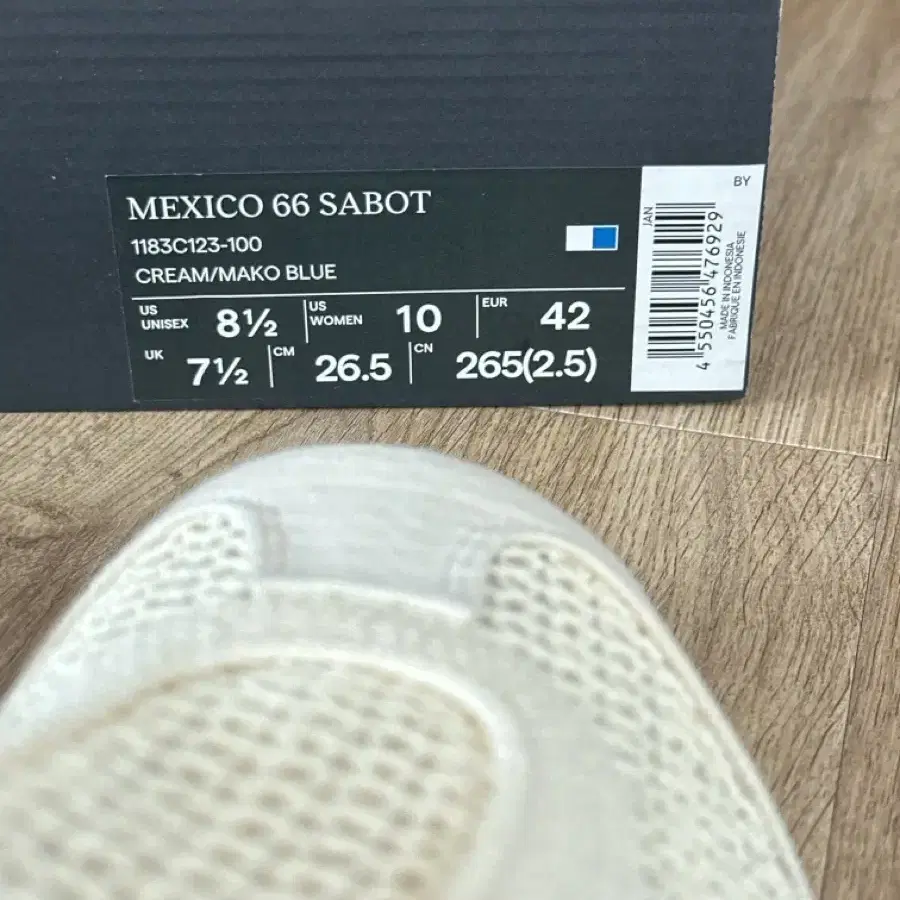 MEXICO 66 SABOT
1183C123-100
CREAM/MAKO BLUE
US UNISEX 8½ US WOMEN 10 EUR 42
UK 7½ CM 26.5 CN 265(2.5)
BY
JAN
4 550456 476929
MADE IN INDONESIA
FABRIQUE EN INDONESIE